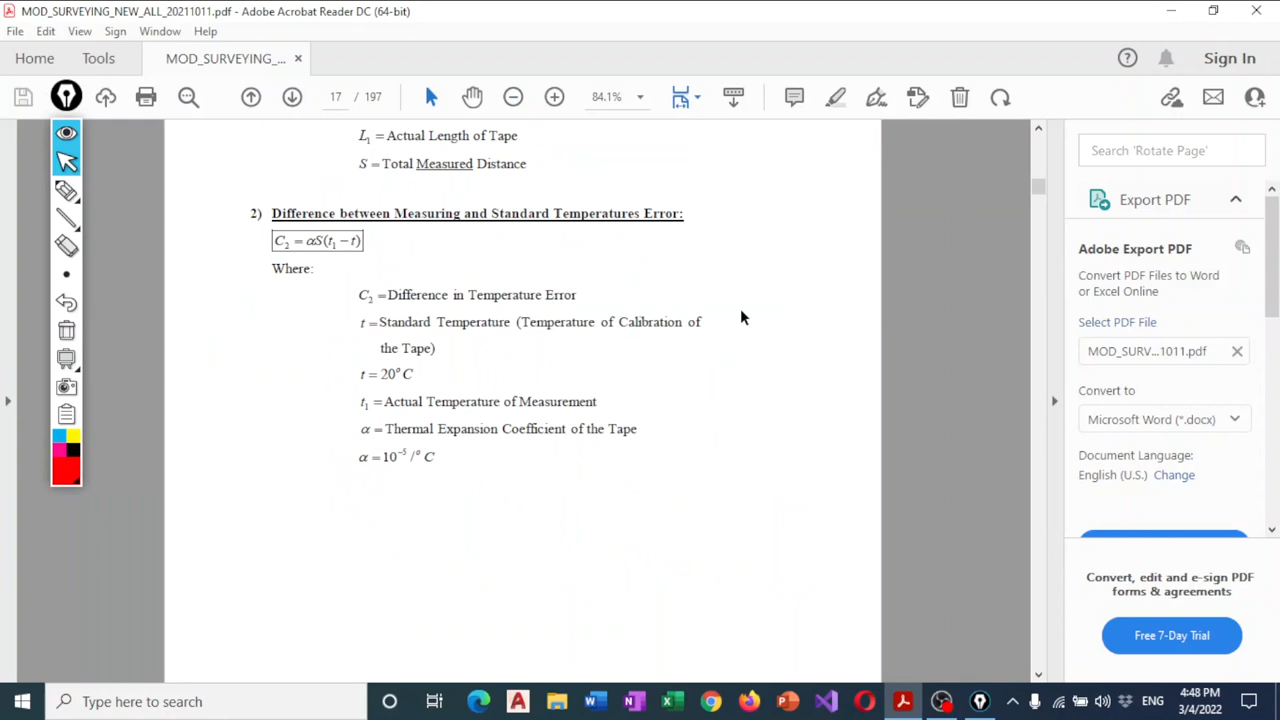 MOD_SURVEYING_NEW_ALL_20211011.pdf - Adobe Acrobat Reader DC (64-bit)
File Edit View Sign Window Help
Home Tools MOD_SURVEYING_... × Sign In
17 / 197 84.1%
L₁ = Actual Length of Tape
S = Total Measured Distance
2) Difference between Measuring and Standard Temperatures Error:
C₂ = αS(t₁ − t)
Where:
C₂ = Difference in Temperature Error
t = Standard Temperature (Temperature of Calibration of
the Tape)
t = 20° C
t₁ = Actual Temperature of Measurement
α = Thermal Expansion Coefficient of the Tape
α = 10⁻⁵ /° C
Search 'Rotate Page'
Export PDF
Adobe Export PDF
Convert PDF Files to Word
or Excel Online
Select PDF File
MOD_SURV...1011.pdf
Convert to
Microsoft Word (*.docx)
Document Language:
English (U.S.) Change
Convert, edit and e-sign PDF
forms & agreements
Free 7-Day Trial
Type here to search
ENG
4:48 PM
3/4/2022